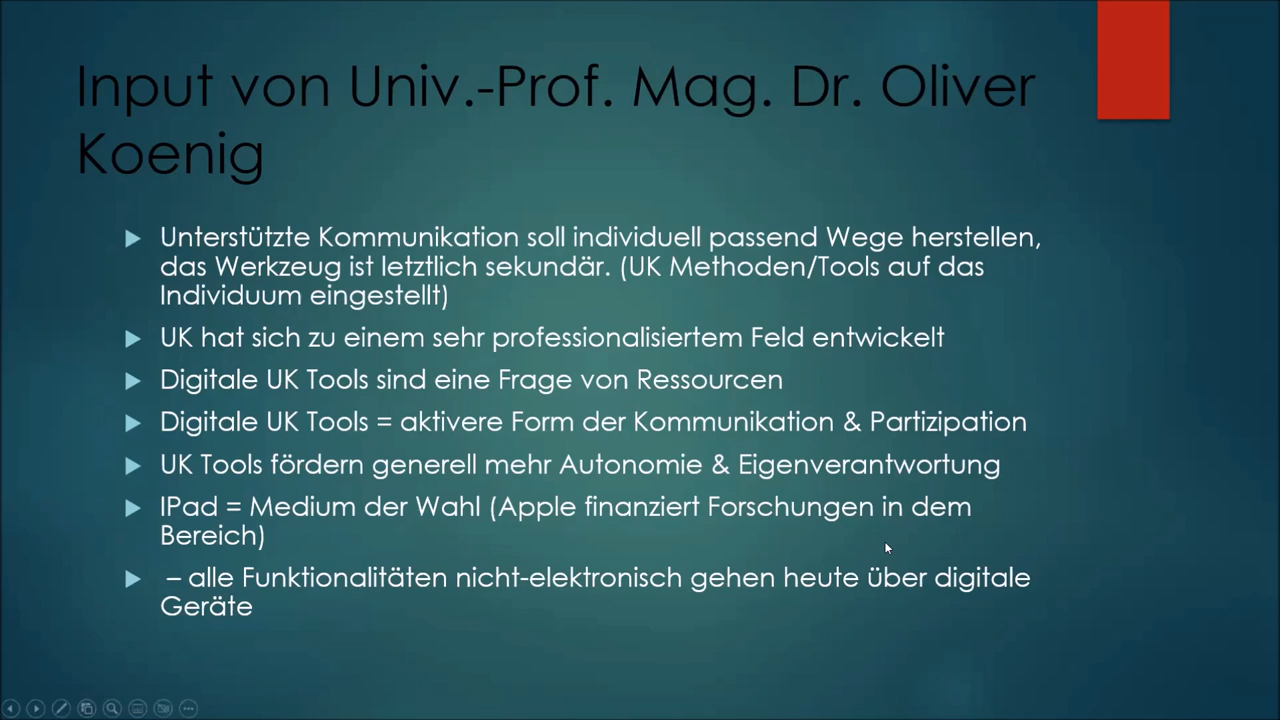 Input von Univ.-Prof. Mag. Dr. Oliver
Koenig
Unterstützte Kommunikation soll individuell passend Wege herstellen,
das Werkzeug ist letztlich sekundär. (UK Methoden/Tools auf das
Individuum eingestellt)
UK hat sich zu einem sehr professionalisiertem Feld entwickelt
Digitale UK Tools sind eine Frage von Ressourcen
Digitale UK Tools = aktivere Form der Kommunikation & Partizipation
UK Tools fördern generell mehr Autonomie & Eigenverantwortung
IPad = Medium der Wahl (Apple finanziert Forschungen in dem
Bereich)
– alle Funktionalitäten nicht-elektronisch gehen heute über digitale
Geräte